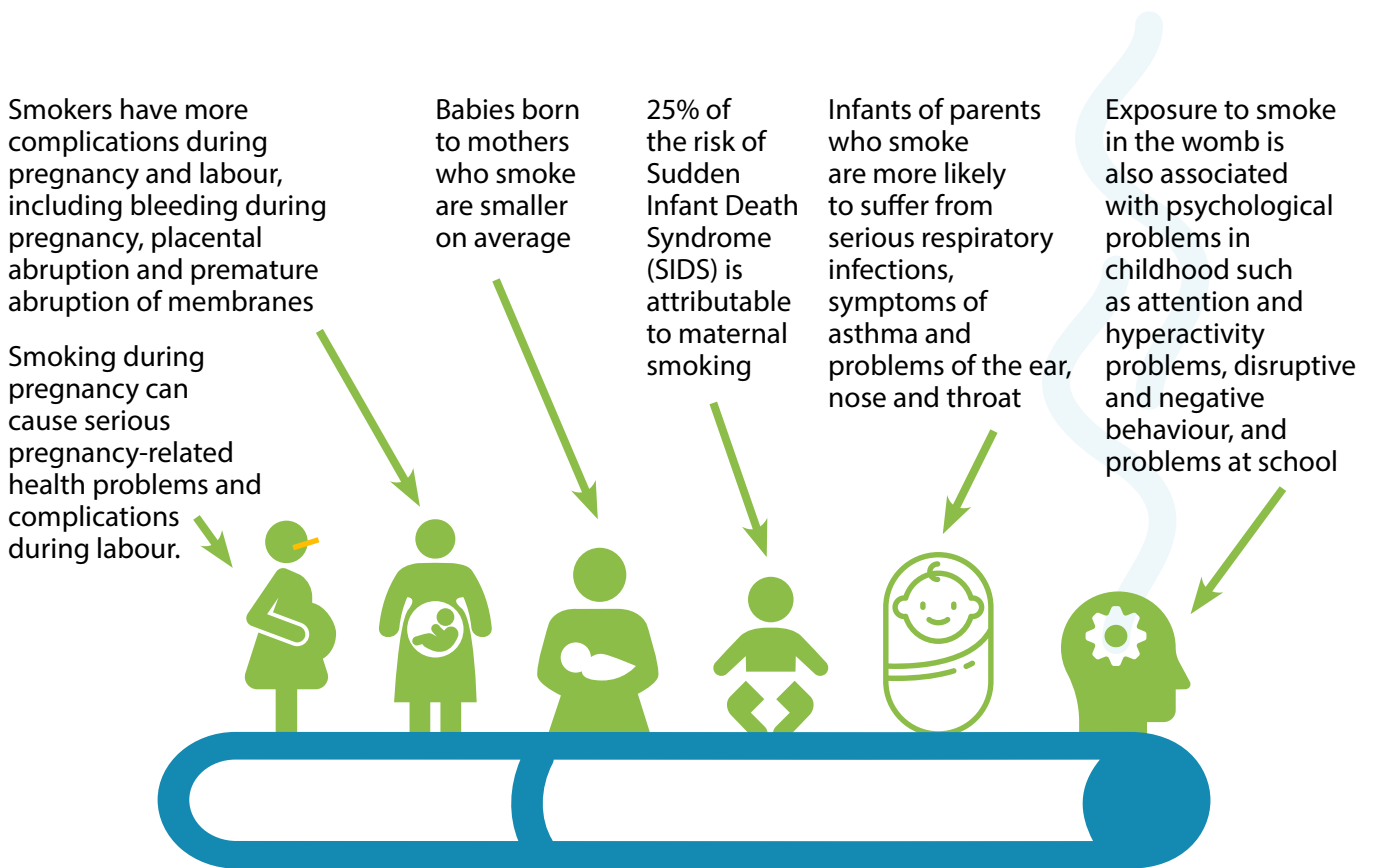 Smokers have more
complications during
pregnancy and labour,
including bleeding during
pregnancy, placental
abruption and premature
abruption of membranes
Smoking during
pregnancy can
cause serious
pregnancy-related
health problems and
complications
during labour.
Babies born
to mothers
who smoke
are smaller
on average
25% of
the risk of
Sudden
Infant Death
Syndrome
(SIDS) is
attributable
to maternal
smoking
Infants of parents
who smoke
are more likely
to suffer from
serious respiratory
infections,
symptoms of
asthma and
problems of the ear,
nose and throat
Exposure to smoke
in the womb is
also associated
with psychological
problems in
childhood such
as attention and
hyperactivity
problems, disruptive
and negative
behaviour, and
problems at school